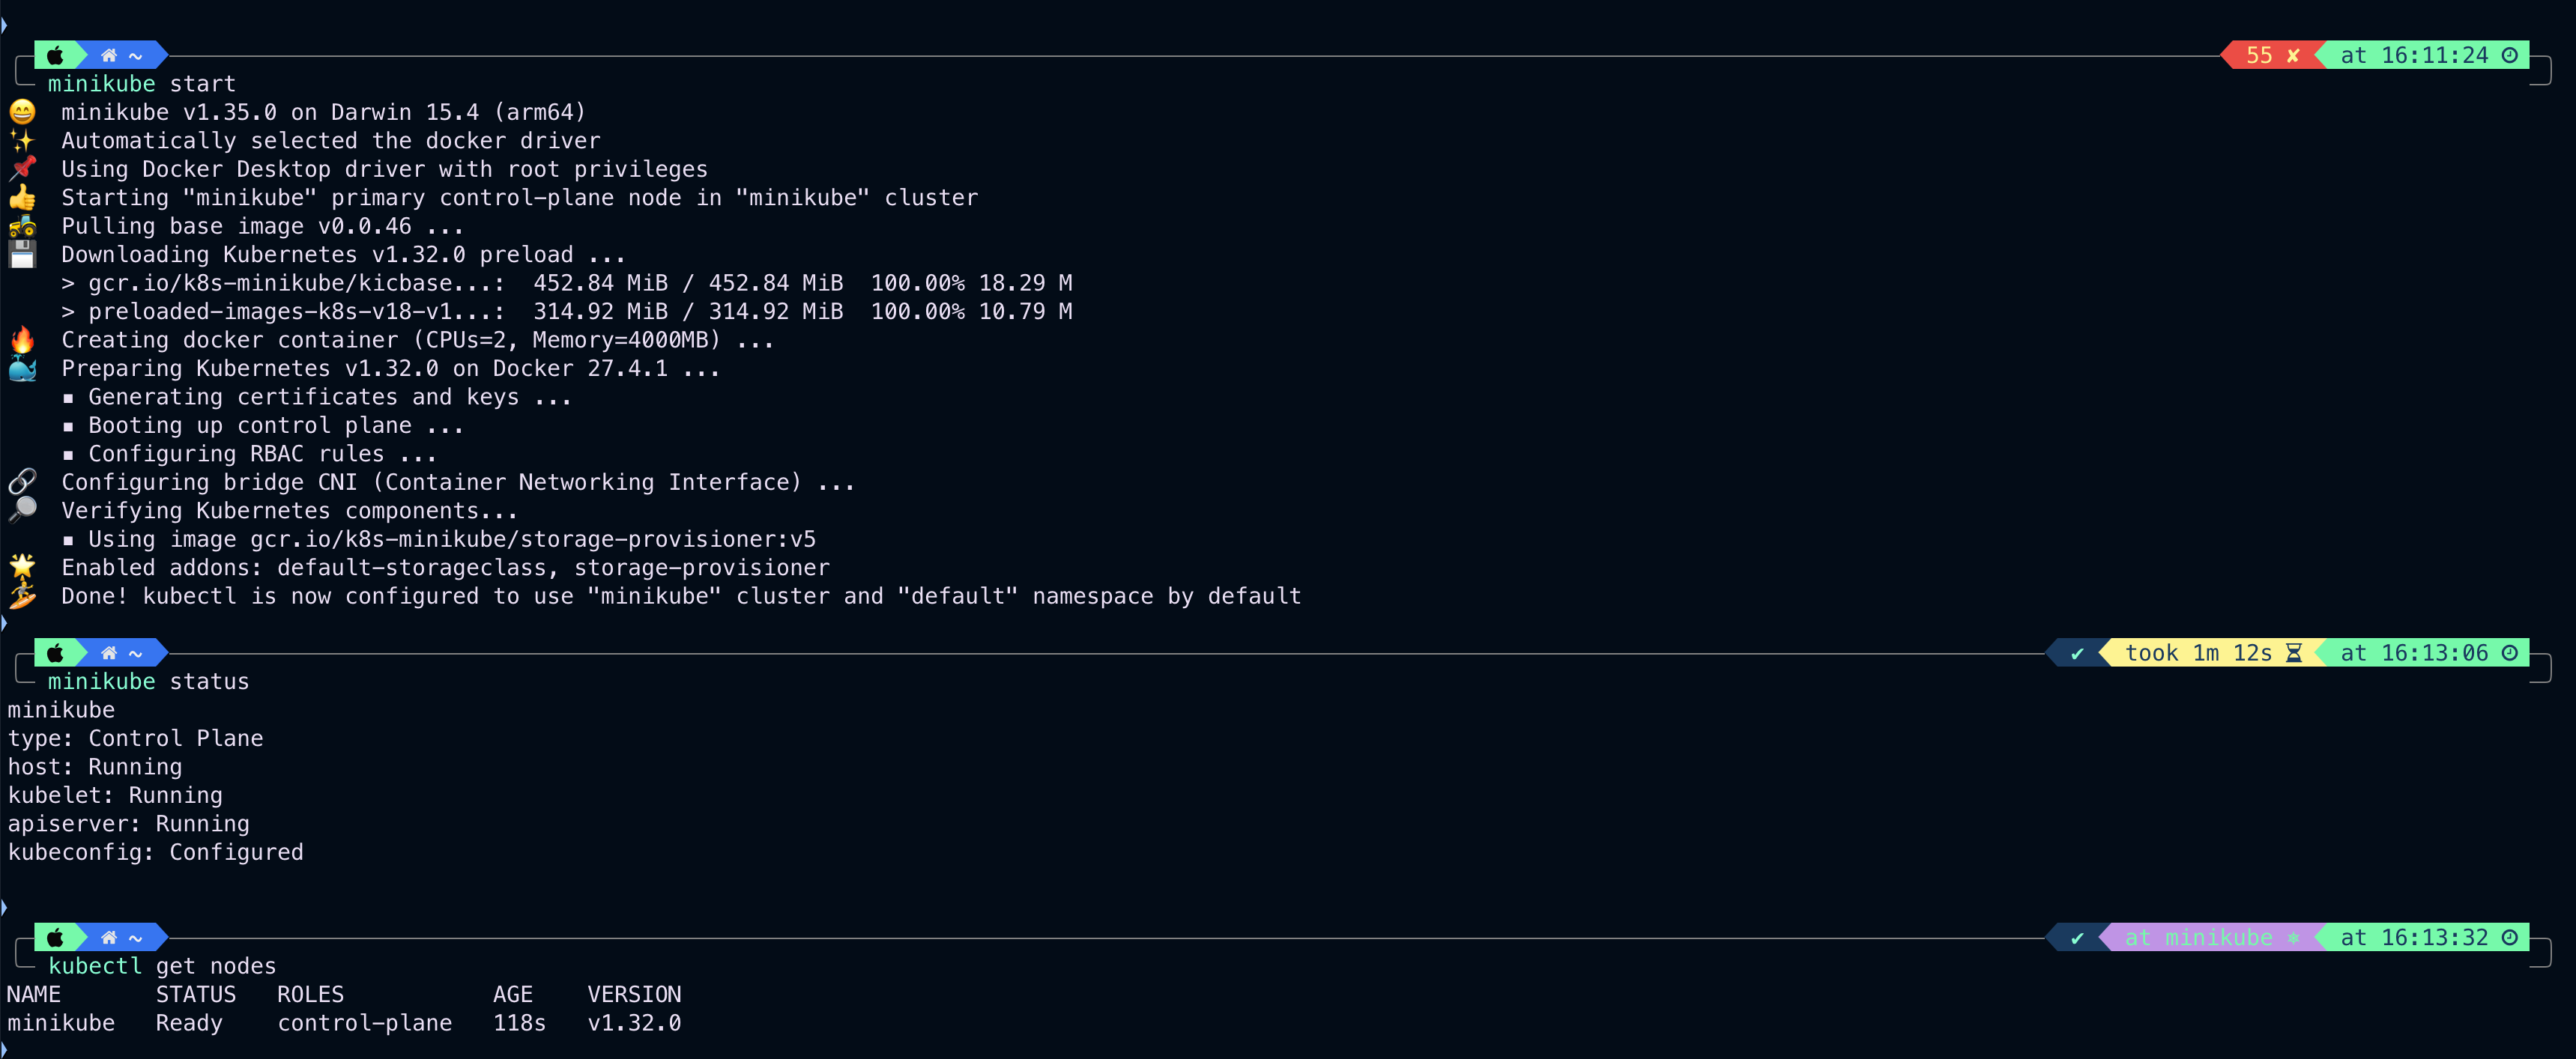 ~ 55 ✘ at 16:11:24
minikube start
😄 minikube v1.35.0 on Darwin 15.4 (arm64)
✨ Automatically selected the docker driver
📌 Using Docker Desktop driver with root privileges
👍 Starting "minikube" primary control-plane node in "minikube" cluster
🚜 Pulling base image v0.0.46 ...
💾 Downloading Kubernetes v1.32.0 preload ...
> gcr.io/k8s-minikube/kicbase...: 452.84 MiB / 452.84 MiB 100.00% 18.29 M
> preloaded-images-k8s-v18-v1...: 314.92 MiB / 314.92 MiB 100.00% 10.79 M
🔥 Creating docker container (CPUs=2, Memory=4000MB) ...
🐳 Preparing Kubernetes v1.32.0 on Docker 27.4.1 ...
▪ Generating certificates and keys ...
▪ Booting up control plane ...
▪ Configuring RBAC rules ...
🔗 Configuring bridge CNI (Container Networking Interface) ...
🔎 Verifying Kubernetes components...
▪ Using image gcr.io/k8s-minikube/storage-provisioner:v5
🌟 Enabled addons: default-storageclass, storage-provisioner
🏄 Done! kubectl is now configured to use "minikube" cluster and "default" namespace by default
~ ✔ took 1m 12s at 16:13:06
minikube status
minikube
type: Control Plane
host: Running
kubelet: Running
apiserver: Running
kubeconfig: Configured
~ ✔ at minikube ⎈ at 16:13:32
kubectl get nodes
NAME STATUS ROLES AGE VERSION
minikube Ready control-plane 118s v1.32.0